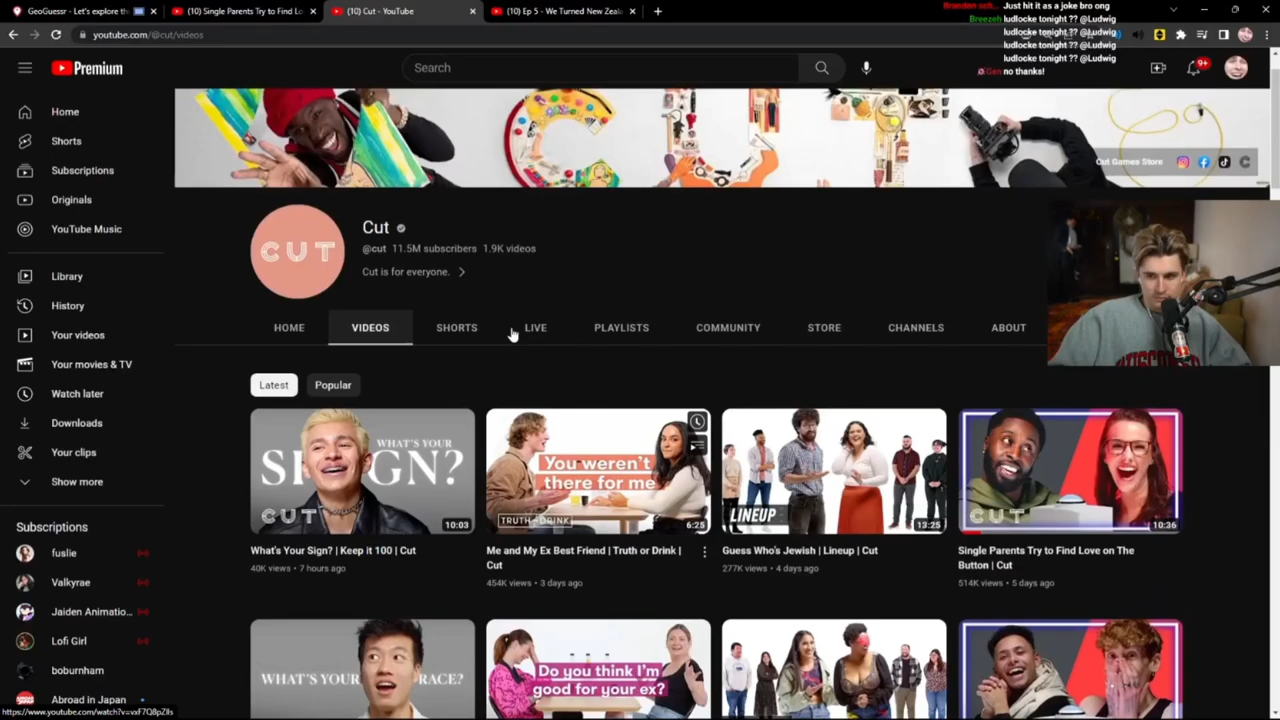 GeoGuessr - Let's explore the
(10) Single Parents Try to Find Lo
(10) Cut - YouTube
(10) Ep 5 - We Turned New Zeala
Just hit it as a joke bro ong
Breezeh
ludlocke tonight ?? @Ludwig
ludlocke tonight ?? @Ludwig
ludlocke tonight ?? @Ludwig
ludlocke tonight ?? @Ludwig
no thanks!
youtube.com/@cut/videos
Premium
Search
9+
Home
Shorts
Subscriptions
Originals
YouTube Music
Library
History
Your videos
Your movies & TV
Watch later
Downloads
Your clips
Show more
Subscriptions
fuslie
Valkyrae
Jaiden Animatio...
Lofi Girl
boburnham
Abroad in Japan
CUT
Cut Games Store
CUT
Cut
@cut 11.5M subscribers 1.9K videos
Cut is for everyone.
HOME VIDEOS SHORTS LIVE PLAYLISTS COMMUNITY STORE CHANNELS ABOUT
Latest Popular
WHAT'S YOUR
SIGN?
CUT
10:03
What's Your Sign? | Keep it 100 | Cut
40K views • 7 hours ago
You weren't
there for me
TRUTH or DRINK
6:25
Me and My Ex Best Friend | Truth or Drink |
Cut
454K views • 3 days ago
LINEUP
13:25
Guess Who's Jewish | Lineup | Cut
277K views • 4 days ago
CUT
10:36
Single Parents Try to Find Love on The
Button | Cut
514K views • 5 days ago
WHAT'S YOUR RACE?
Do you think I'm
good for your ex?